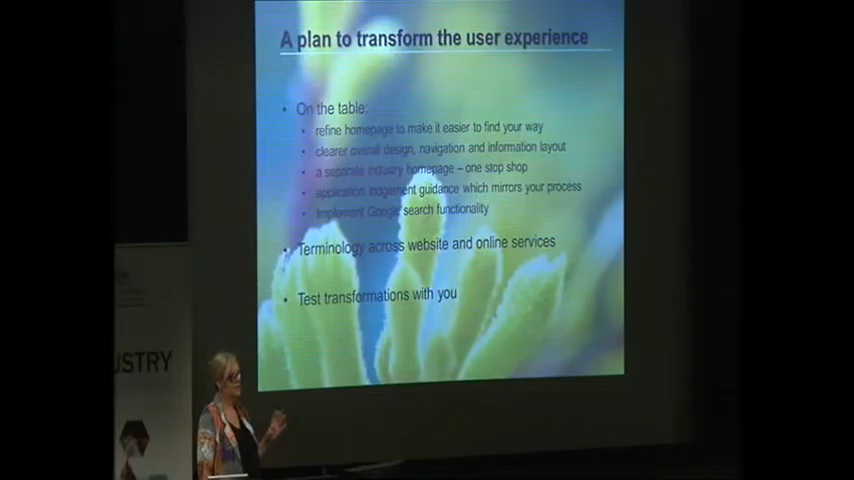 A plan to transform the user experience
• On the table:
• refine homepage to make it easier to find your way
• clearer overall design, navigation and information layout
• a separate industry homepage – one stop shop
• application lodgement guidance which mirrors your process
• Implement Google search functionality
• Terminology across website and online services
• Test transformations with you
USTRY